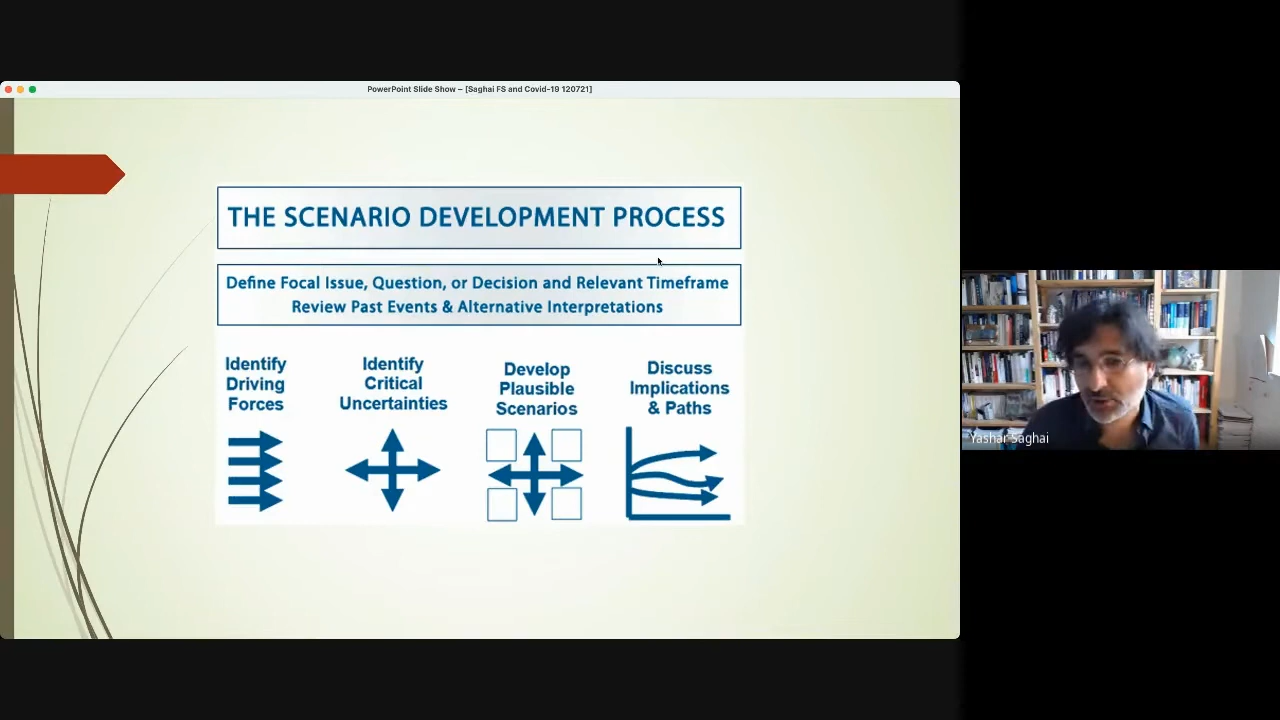 PowerPoint Slide Show – [Saghai FS and Covid-19 120721]
THE SCENARIO DEVELOPMENT PROCESS
Define Focal Issue, Question, or Decision and Relevant Timeframe
Review Past Events & Alternative Interpretations
Identify
Driving
Forces
Identify
Critical
Uncertainties
Develop
Plausible
Scenarios
Discuss
Implications
& Paths
Yashar Saghai